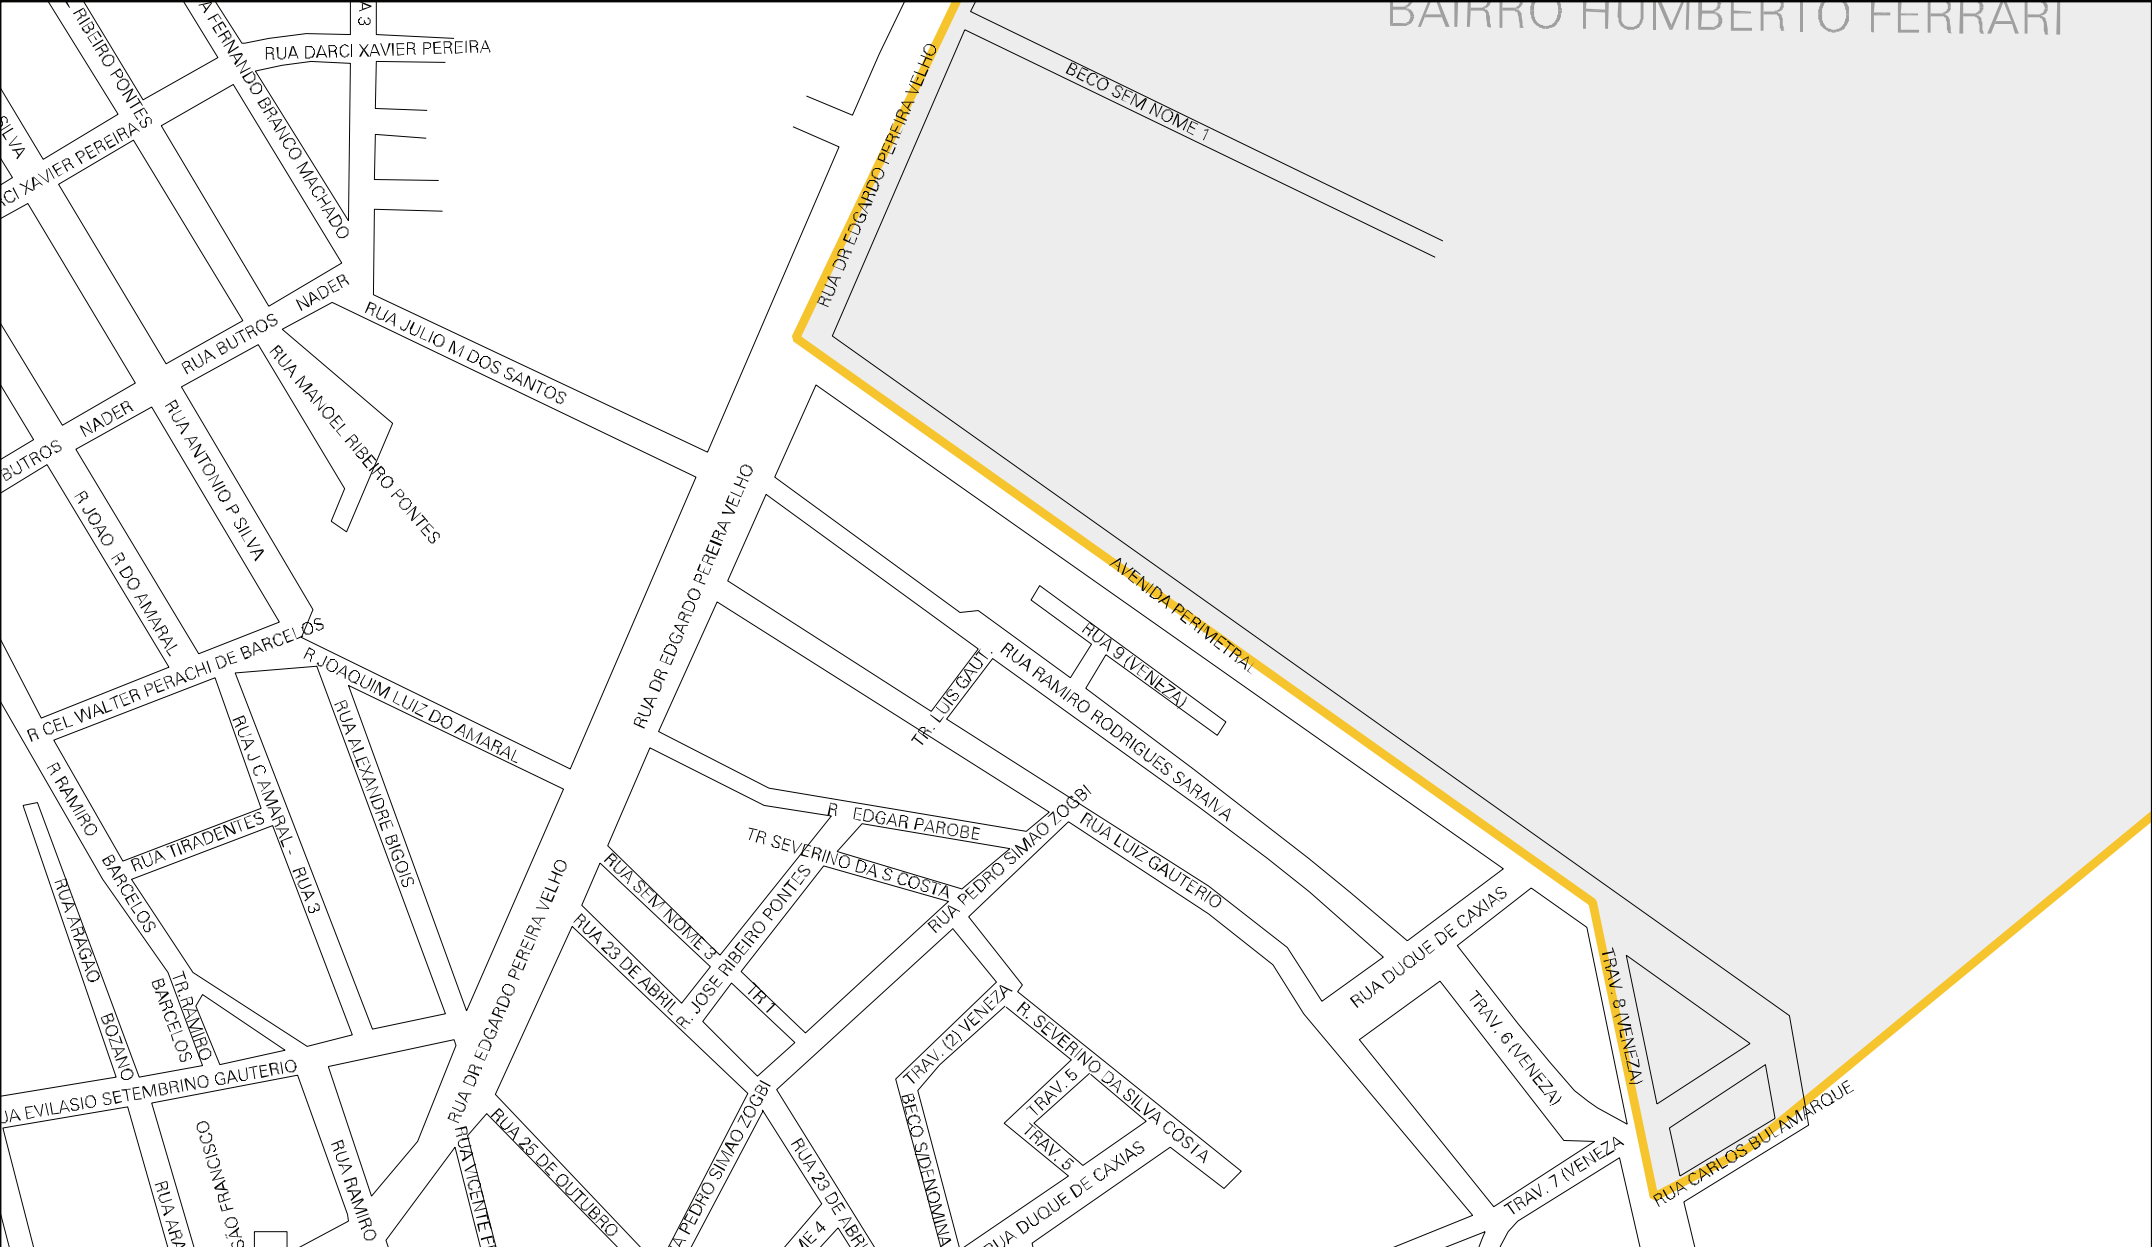 BAIRRO HUMBERTO FERRARI
RIBEIRO PONTES
A FERNANDO BRANCO MACHADO
A 3
RUA DARCI XAVIER PEREIRA
SILVA
RCI XAVIER PEREIRA
RUA DR EDGARDO PEREIRA VELHO
BECO SEM NOME 1
RUA BUTROS NADER
RUA JULIO M DOS SANTOS
RUA MANOEL RIBEIRO PONTES
BUTROS NADER
RUA ANTONIO P SILVA
R JOAO R DO AMARAL
RUA DR EDGARDO PEREIRA VELHO
AVENIDA PERIMETRAL
RUA 9 (VENEZA)
R CEL WALTER PERACHI DE BARCELOS
R JOAQUIM LUIZ DO AMARAL
TR. LUIS GAUT.
RUA RAMIRO RODRIGUES SARAIVA
RUA J C AMARAL - RUA 3
RUA ALEXANDRE BIGOIS
R RAMIRO BARCELOS
RUA TIRADENTES
R EDGAR PAROBE
TR SEVERINO DA S COSTA
RUA PEDRO SIMAO ZOGBI
RUA LUIZ GAUTERIO
RUA SEM NOME 3
R. JOSE RIBEIRO PONTES
RUA 23 DE ABRIL
TR 1
RUA DR EDGARDO PEREIRA VELHO
RUA ARAGAO BOZANO
TR. RAMIRO
BARCELOS
RUA DUQUE DE CAXIAS
TRAV. 6 (VENEZA)
TRAV. 8 (VENEZA)
TRAV. (2) VENEZA
R. SEVERINO DA SILVA COSTA
TRAV. 5
TRAV. 5
UA EVILASIO SETEMBRINO GAUTERIO
BECO S/DENOMINA
RUA DUQUE DE CAXIAS
TRAV. 7 (VENEZA
RUA CARLOS BULAMARQUE
SÃO FRANCISCO
RUA ARA
RUA RAMIRO
RUA VICENTE F
RUA 25 DE OUTUBRO
A PEDRO SIMAO ZOGBI
RUA 23 DE ABRI
ME 4